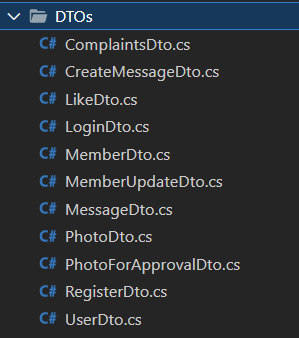 DTOs
C# ComplaintsDto.cs
C# CreateMessageDto.cs
C# LikeDto.cs
C# LoginDto.cs
C# MemberDto.cs
C# MemberUpdateDto.cs
C# MessageDto.cs
C# PhotoDto.cs
C# PhotoForApprovalDto.cs
C# RegisterDto.cs
C# UserDto.cs